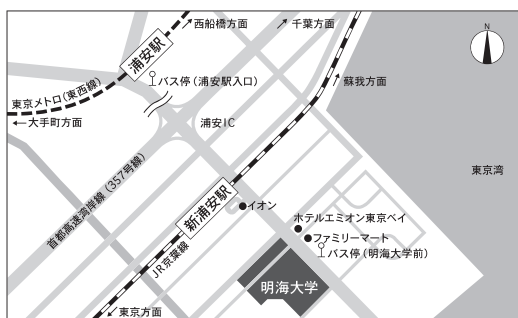 西船橋方面
千葉方面
N
浦安駅
バス停（浦安駅入口）
蘇我方面
東京メトロ（東西線）
大手町方面
浦安IC
東京湾
首都高速湾岸線（357号線）
新浦安駅
イオン
ホテルエミオン東京ベイ
ファミリーマート
バス停（明海大学前）
JR京葉線
明海大学
東京方面